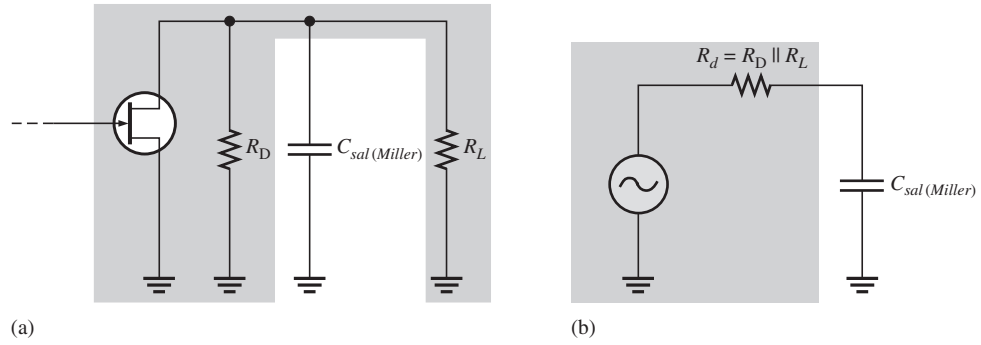 R_d = R_D || R_L
R_D
C_sal (Miller)
R_L
C_sal (Miller)
(a)
(b)